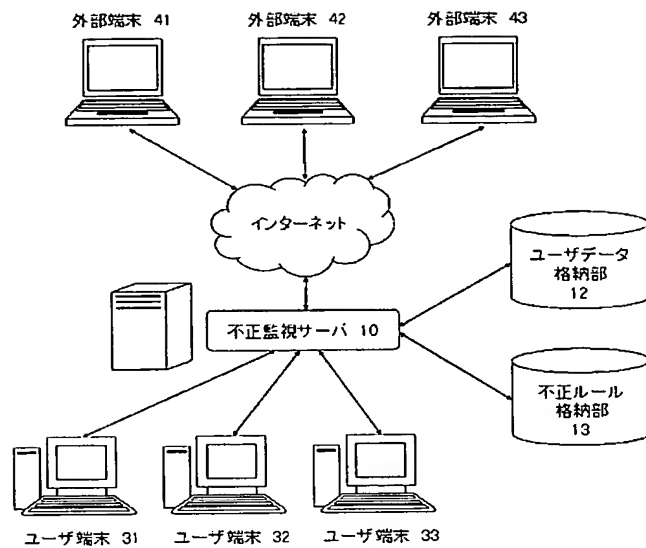 外部端末 41
外部端末 42
外部端末 43
インターネット
ユーザデータ
格納部
12
不正監視サーバ 10
不正ルール
格納部
13
ユーザ端末 31
ユーザ端末 32
ユーザ端末 33